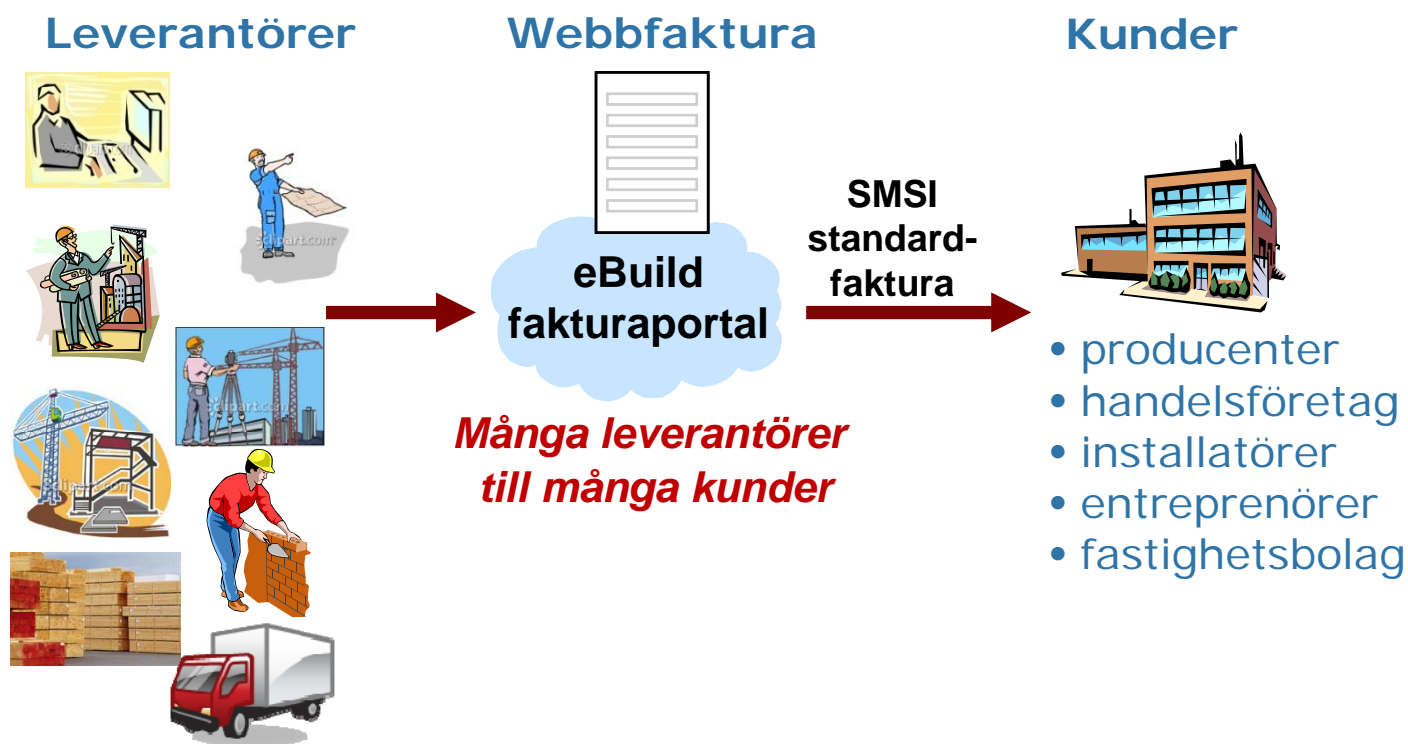 Leverantörer
Webbfaktura
Kunder
eBuild
fakturaportal
SMSI
standard-
faktura
Många leverantörer
till många kunder
• producenter
• handelsföretag
• installatörer
• entreprenörer
• fastighetsbolag